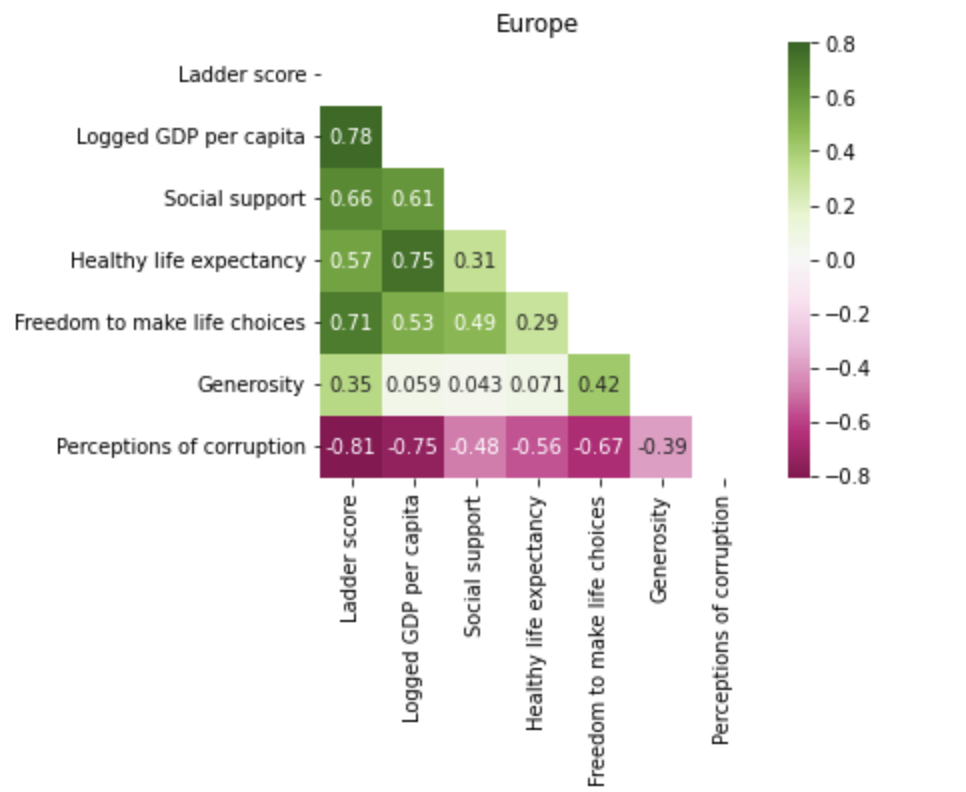 Europe
Ladder score
Logged GDP per capita
0.78
Social support
0.66 0.61
Healthy life expectancy
0.57 0.75 0.31
Freedom to make life choices
0.71 0.53 0.49 0.29
Generosity
0.35 0.059 0.043 0.071 0.42
Perceptions of corruption
-0.81 -0.75 -0.48 -0.56 -0.67 -0.39
Ladder score
Logged GDP per capita
Social support
Healthy life expectancy
Freedom to make life choices
Generosity
Perceptions of corruption
0.8
0.6
0.4
0.2
0.0
−0.2
−0.4
−0.6
−0.8